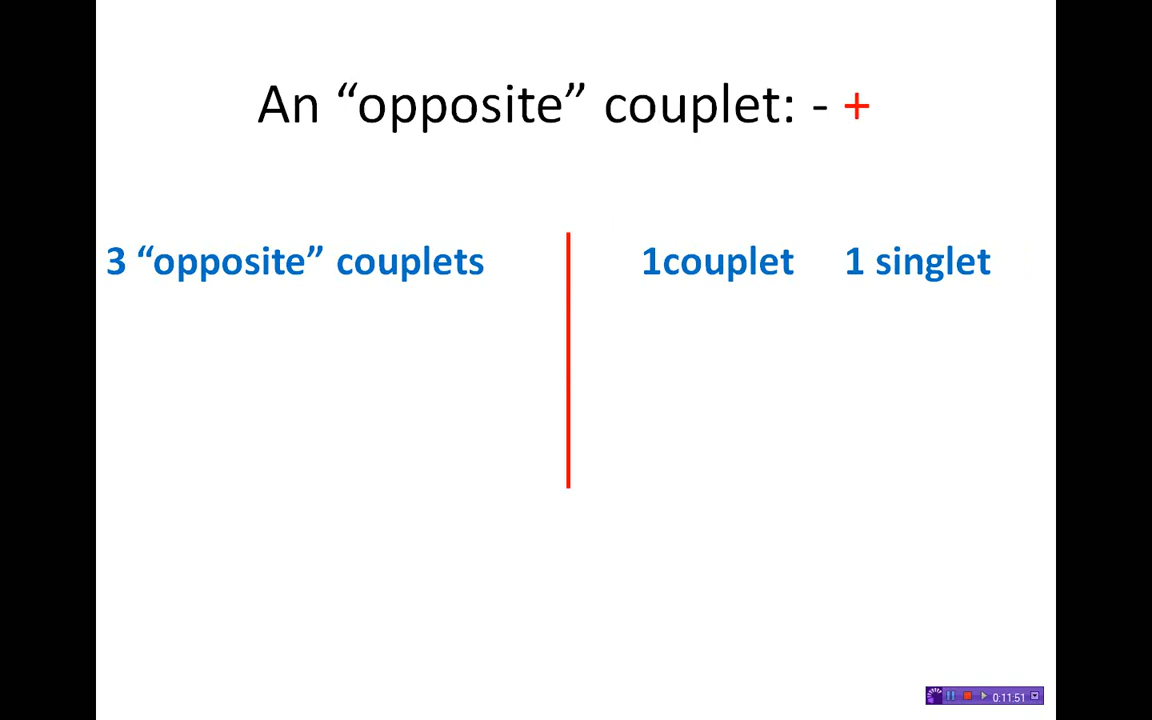 An “opposite” couplet: - +
3 “opposite” couplets
1couplet 1 singlet
0:11:51